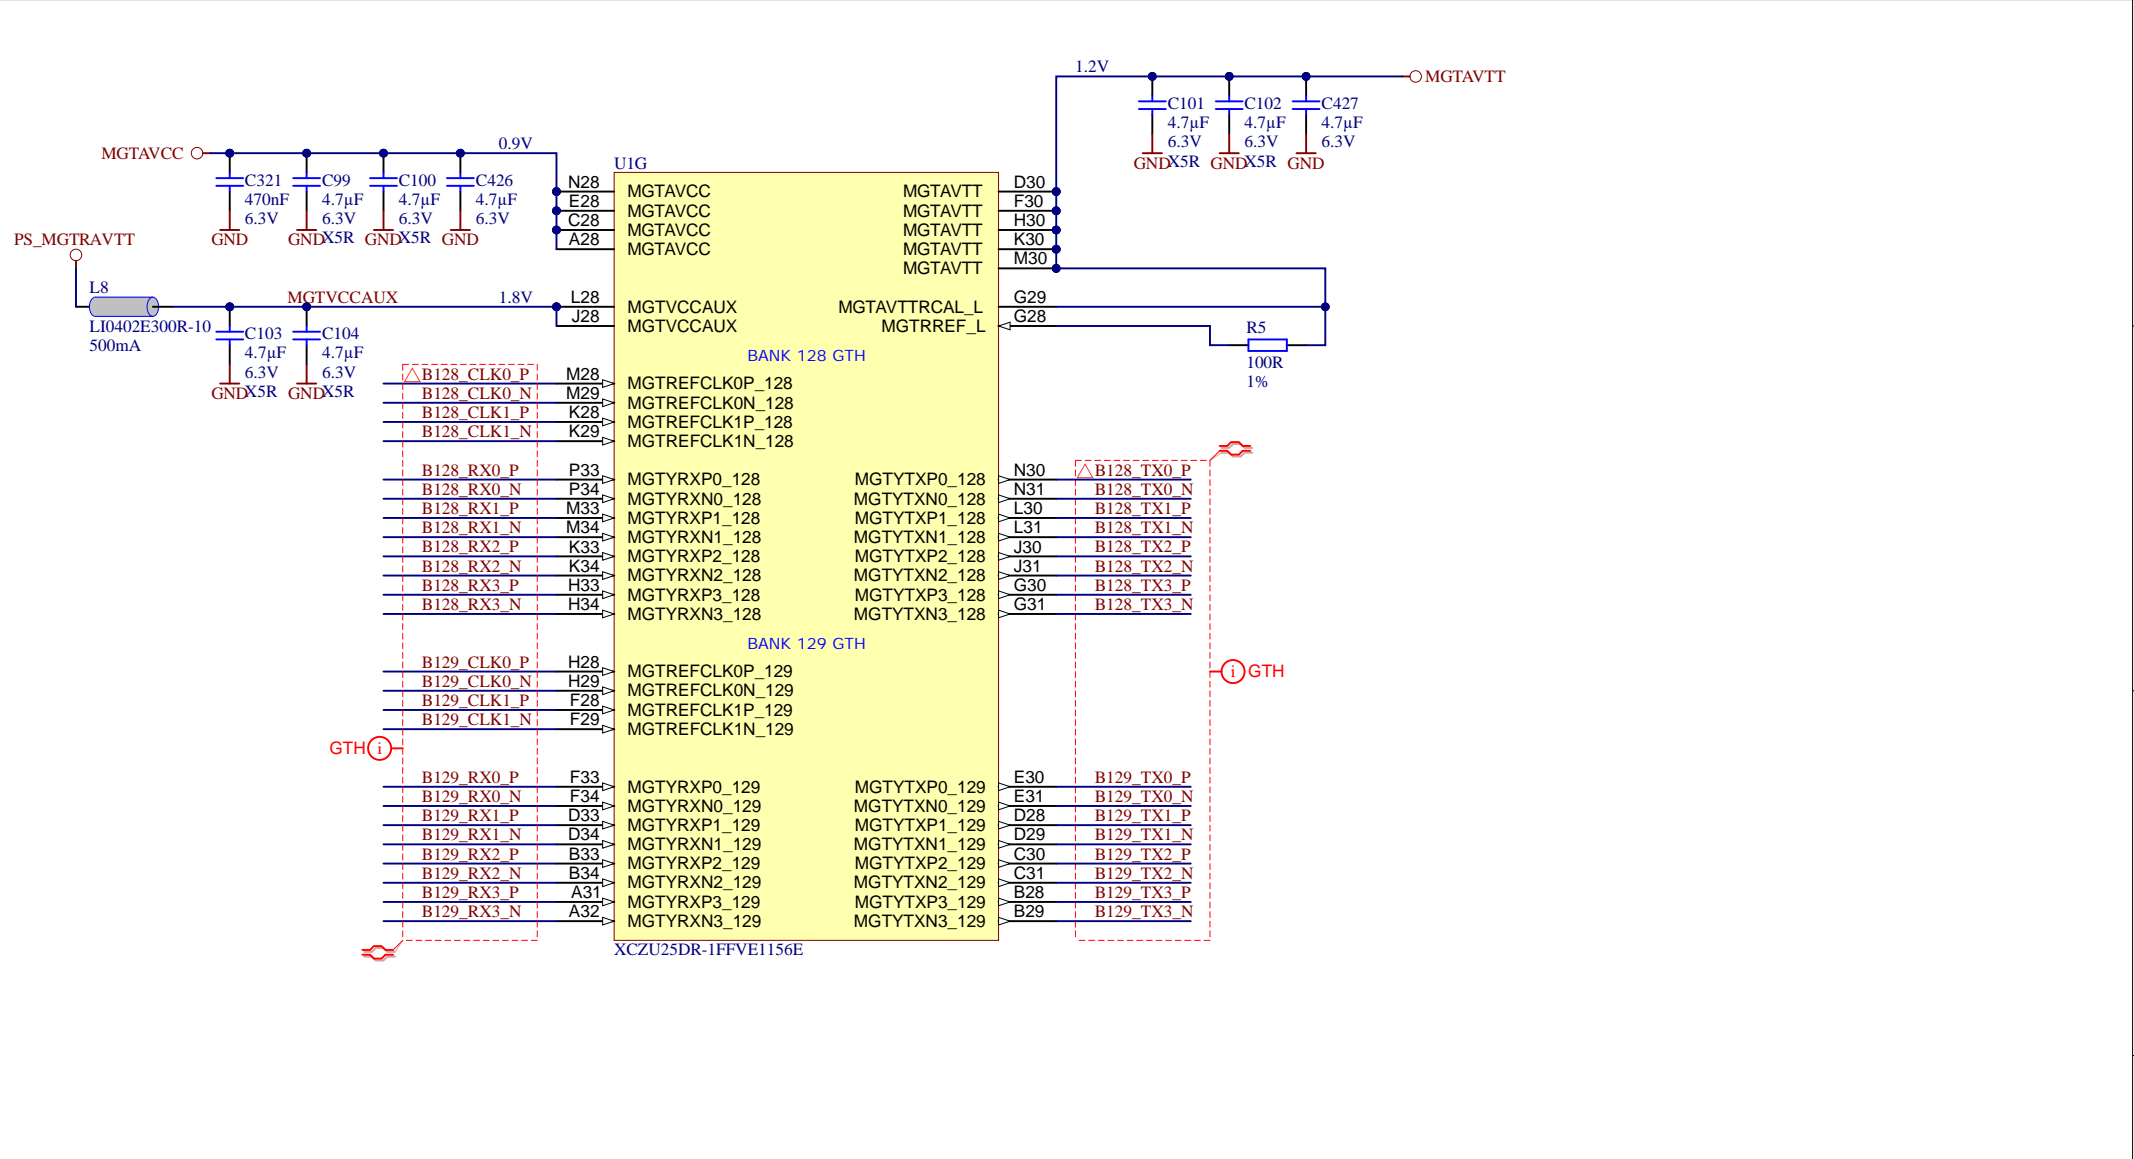 1.2V
MGTAVTT
C101
4.7µF
6.3V
X5R
GND
C102
4.7µF
6.3V
X5R
GND
C427
4.7µF
6.3V
GND
MGTAVCC
0.9V
C321
470nF
6.3V
GND
C99
4.7µF
6.3V
X5R
GND
C100
4.7µF
6.3V
X5R
GND
C426
4.7µF
6.3V
GND
PS_MGTRAVTT
L8
LI0402E300R-10
500mA
MGTVCCAUX
1.8V
C103
4.7µF
6.3V
X5R
GND
C104
4.7µF
6.3V
X5R
GND
U1G
N28 MGTAVCC
E28 MGTAVCC
C28 MGTAVCC
A28 MGTAVCC
MGTAVTT D30
MGTAVTT F30
MGTAVTT H30
MGTAVTT K30
MGTAVTT M30
L28 MGTVCCAUX
J28 MGTVCCAUX
MGTAVTTRCAL_L G29
MGTRREF_L G28
R5
100R
1%
BANK 128 GTH
B128_CLK0_P M28 MGTREFCLK0P_128
B128_CLK0_N M29 MGTREFCLK0N_128
B128_CLK1_P K28 MGTREFCLK1P_128
B128_CLK1_N K29 MGTREFCLK1N_128
B128_RX0_P P33 MGTYRXP0_128 MGTYTXP0_128 N30 B128_TX0_P
B128_RX0_N P34 MGTYRXN0_128 MGTYTXN0_128 N31 B128_TX0_N
B128_RX1_P M33 MGTYRXP1_128 MGTYTXP1_128 L30 B128_TX1_P
B128_RX1_N M34 MGTYRXN1_128 MGTYTXN1_128 L31 B128_TX1_N
B128_RX2_P K33 MGTYRXP2_128 MGTYTXP2_128 J30 B128_TX2_P
B128_RX2_N K34 MGTYRXN2_128 MGTYTXN2_128 J31 B128_TX2_N
B128_RX3_P H33 MGTYRXP3_128 MGTYTXP3_128 G30 B128_TX3_P
B128_RX3_N H34 MGTYRXN3_128 MGTYTXN3_128 G31 B128_TX3_N
BANK 129 GTH
B129_CLK0_P H28 MGTREFCLK0P_129
B129_CLK0_N H29 MGTREFCLK0N_129
B129_CLK1_P F28 MGTREFCLK1P_129
B129_CLK1_N F29 MGTREFCLK1N_129
i GTH
GTH i
B129_RX0_P F33 MGTYRXP0_129 MGTYTXP0_129 E30 B129_TX0_P
B129_RX0_N F34 MGTYRXN0_129 MGTYTXN0_129 E31 B129_TX0_N
B129_RX1_P D33 MGTYRXP1_129 MGTYTXP1_129 D28 B129_TX1_P
B129_RX1_N D34 MGTYRXN1_129 MGTYTXN1_129 D29 B129_TX1_N
B129_RX2_P B33 MGTYRXP2_129 MGTYTXP2_129 C30 B129_TX2_P
B129_RX2_N B34 MGTYRXN2_129 MGTYTXN2_129 C31 B129_TX2_N
B129_RX3_P A31 MGTYRXP3_129 MGTYTXP3_129 B28 B129_TX3_P
B129_RX3_N A32 MGTYRXN3_129 MGTYTXN3_129 B29 B129_TX3_N
XCZU25DR-1FFVE1156E